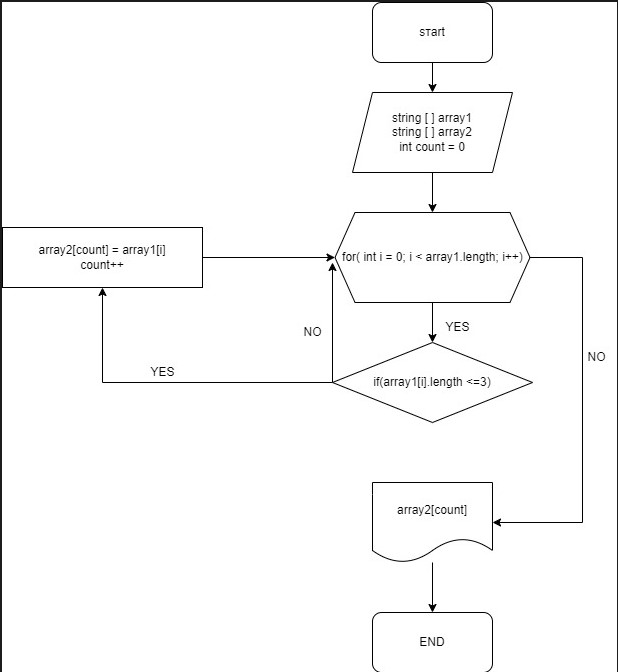 start
string [ ] array1
string [ ] array2
int count = 0
array2[count] = array1[i]
count++
for( int i = 0; i < array1.length; i++)
YES
NO
NO
YES
if(array1[i].length <=3)
array2[count]
END